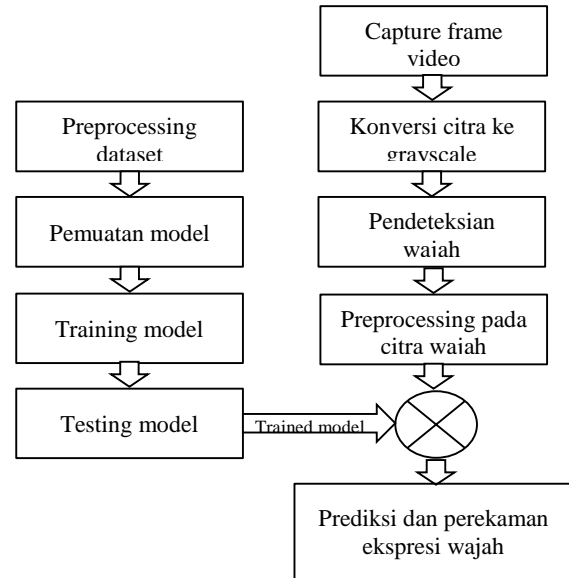 Capture frame
video
Preprocessing
dataset
Konversi citra ke
grayscale
Pemuatan model
Pendeteksian
wajah
Training model
Preprocessing pada
citra wajah
Testing model
Trained model
Prediksi dan perekaman
ekspresi wajah